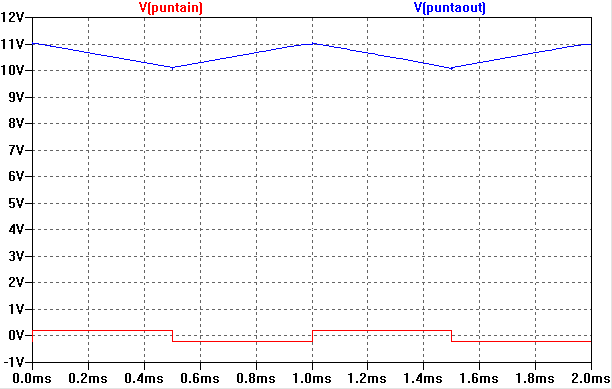 V(puntain) V(puntaout)
12V
11V
10V
9V
8V
7V
6V
5V
4V
3V
2V
1V
0V
-1V
0.0ms 0.2ms 0.4ms 0.6ms 0.8ms 1.0ms 1.2ms 1.4ms 1.6ms 1.8ms 2.0ms